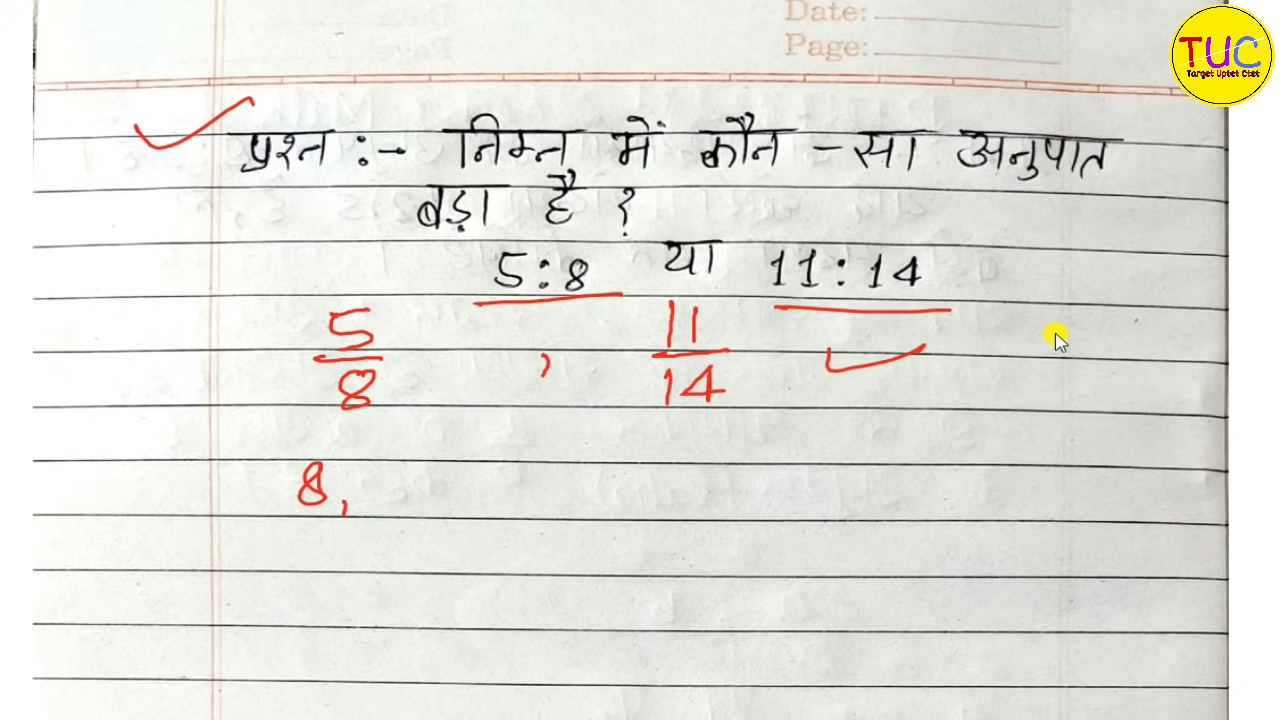 Date:
Page:
TUC
Target Uptet Ctet
प्रश्न :- निम्न में कौन - सा अनुपात
बड़ा है ?
5:8 या 11:14
5/8 , 11/14
8,